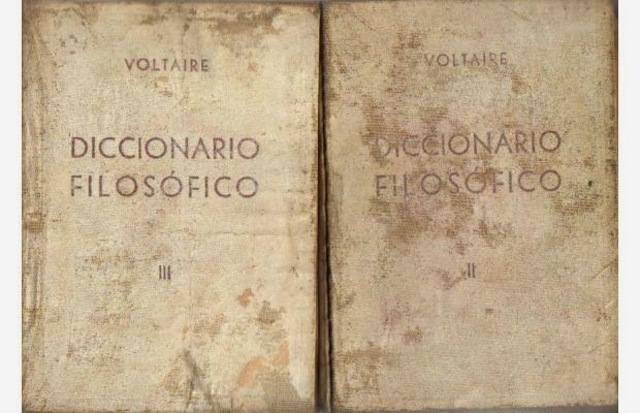 VOLTAIRE
DICCIONARIO
FILOSÓFICO
III
VOLTAIRE
DICCIONARIO
FILOSÓFICO
II